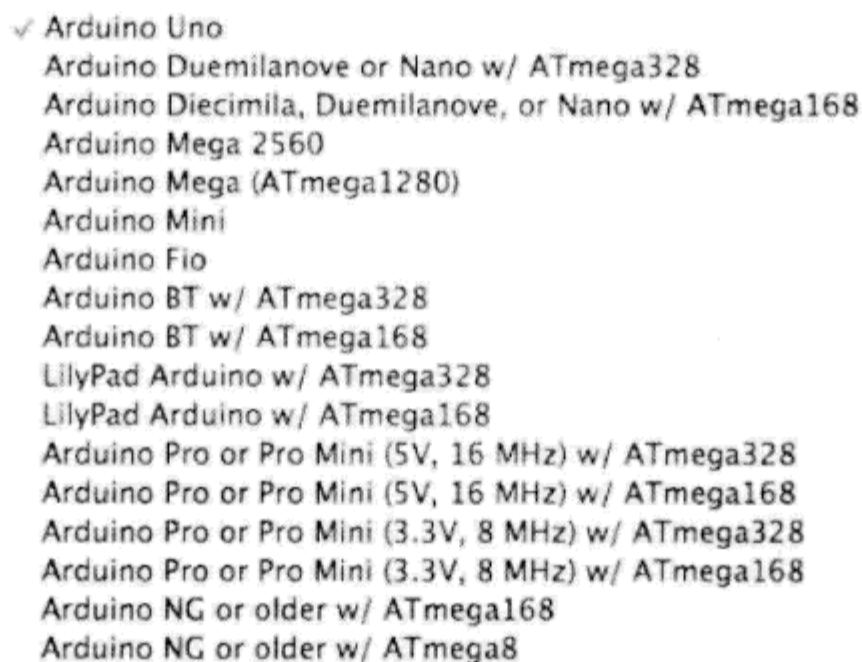 ✓ Arduino Uno
Arduino Duemilanove or Nano w/ ATmega328
Arduino Diecimila, Duemilanove, or Nano w/ ATmega168
Arduino Mega 2560
Arduino Mega (ATmega1280)
Arduino Mini
Arduino Fio
Arduino BT w/ ATmega328
Arduino BT w/ ATmega168
LilyPad Arduino w/ ATmega328
LilyPad Arduino w/ ATmega168
Arduino Pro or Pro Mini (5V, 16 MHz) w/ ATmega328
Arduino Pro or Pro Mini (5V, 16 MHz) w/ ATmega168
Arduino Pro or Pro Mini (3.3V, 8 MHz) w/ ATmega328
Arduino Pro or Pro Mini (3.3V, 8 MHz) w/ ATmega168
Arduino NG or older w/ ATmega168
Arduino NG or older w/ ATmega8